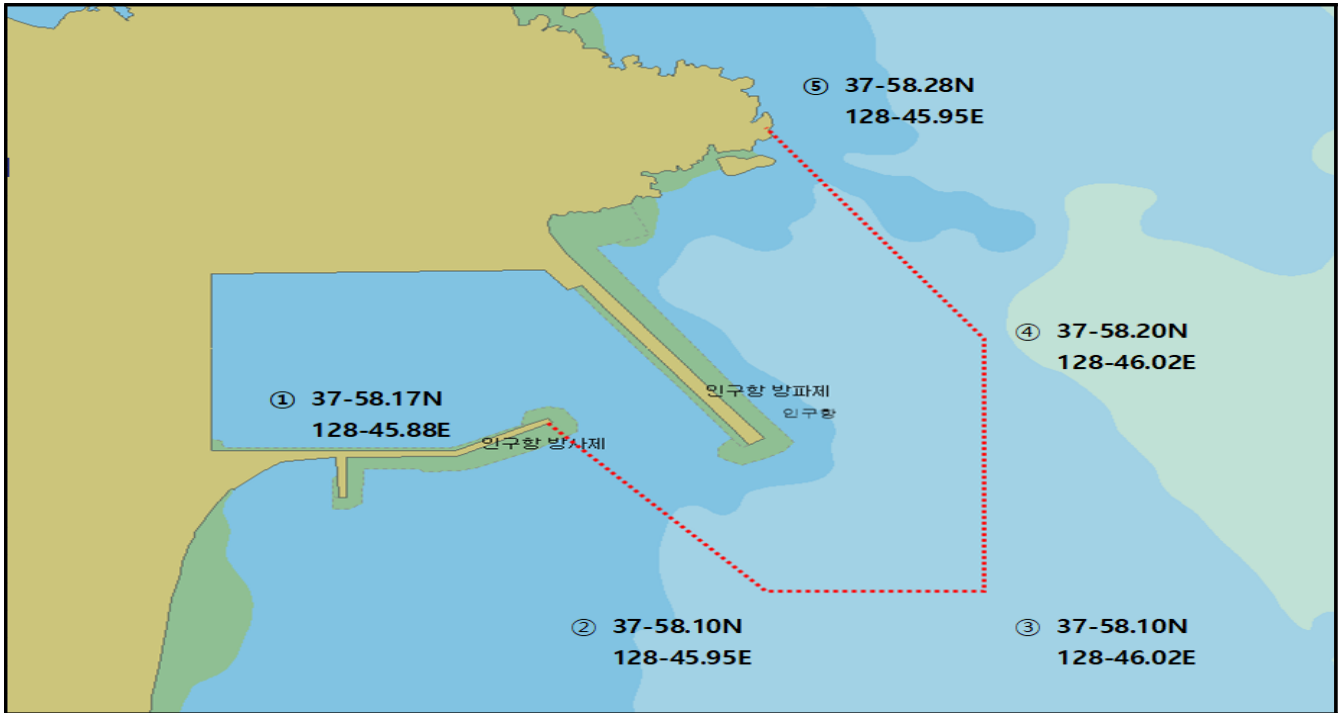 ⑤ 37-58.28N
128-45.95E
④ 37-58.20N
128-46.02E
인구항 방파제
인구항
① 37-58.17N
128-45.88E
인구항 방사제
② 37-58.10N
128-45.95E
③ 37-58.10N
128-46.02E